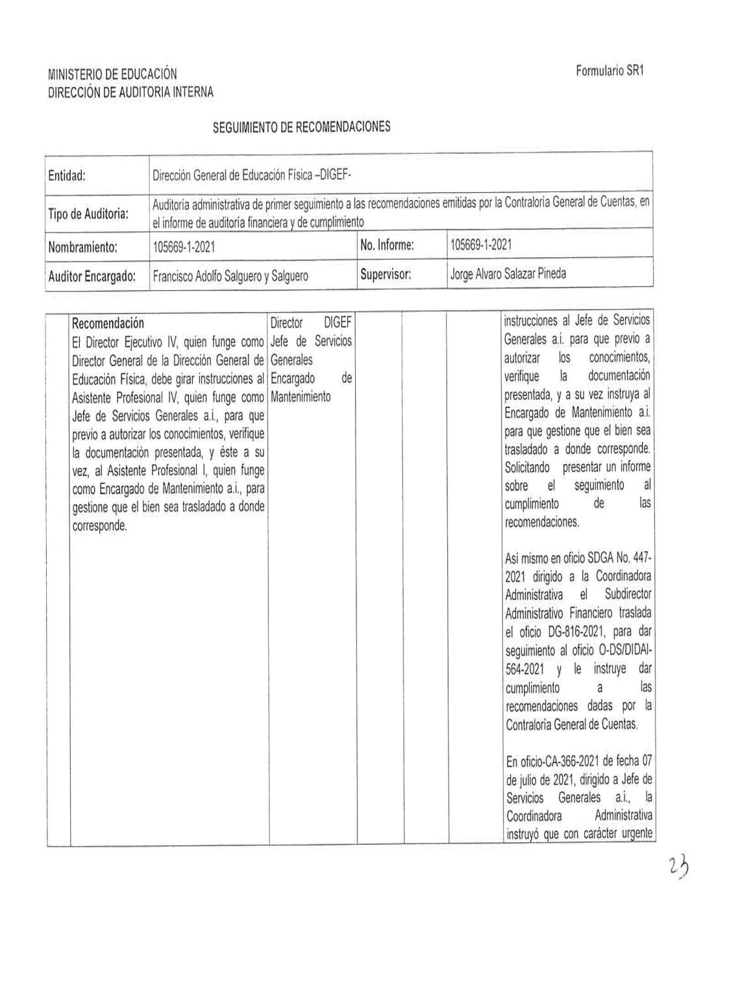 MINISTERIO DE EDUCACIÓN
DIRECCIÓN DE AUDITORIA INTERNA
Formulario SR1
SEGUIMIENTO DE RECOMENDACIONES
Entidad:
Dirección General de Educación Física –DIGEF-
Tipo de Auditoria:
Auditoría administrativa de primer seguimiento a las recomendaciones emitidas por la Contraloría General de Cuentas, en
el informe de auditoria financiera y de cumplimiento
Nombramiento:
105669-1-2021
No. Informe:
105669-1-2021
Auditor Encargado:
Francisco Adolfo Salguero y Salguero
Supervisor:
Jorge Alvaro Salazar Pineda
Recomendación
El Director Ejecutivo IV, quien funge como
Director General de la Dirección General de
Educación Física, debe girar instrucciones al
Asistente Profesional IV, quien funge como
Jefe de Servicios Generales a.i., para que
previo a autorizar los conocimientos, verifique
la documentación presentada, y éste a su
vez, al Asistente Profesional I, quien funge
como Encargado de Mantenimiento a.i., para
gestione que el bien sea trasladado a donde
corresponde.
Director DIGEF
Jefe de Servicios
Generales
Encargado de
Mantenimiento
instrucciones al Jefe de Servicios
Generales a.i. para que previo a
autorizar los conocimientos,
verifique la documentación
presentada, y a su vez instruya al
Encargado de Mantenimiento a.i.
para que gestione que el bien sea
trasladado a donde corresponde.
Solicitando presentar un informe
sobre el seguimiento al
cumplimiento de las
recomendaciones.
Asi mismo en oficio SDGA No. 447-
2021 dirigido a la Coordinadora
Administrativa el Subdirector
Administrativo Financiero traslada
el oficio DG-816-2021, para dar
seguimiento al oficio O-DS/DIDAI-
564-2021 y le instruye dar
cumplimiento a las
recomendaciones dadas por la
Contraloría General de Cuentas.
En oficio-CA-366-2021 de fecha 07
de julio de 2021, dirigido a Jefe de
Servicios Generales a.i., la
Coordinadora Administrativa
instruyó que con carácter urgente
23